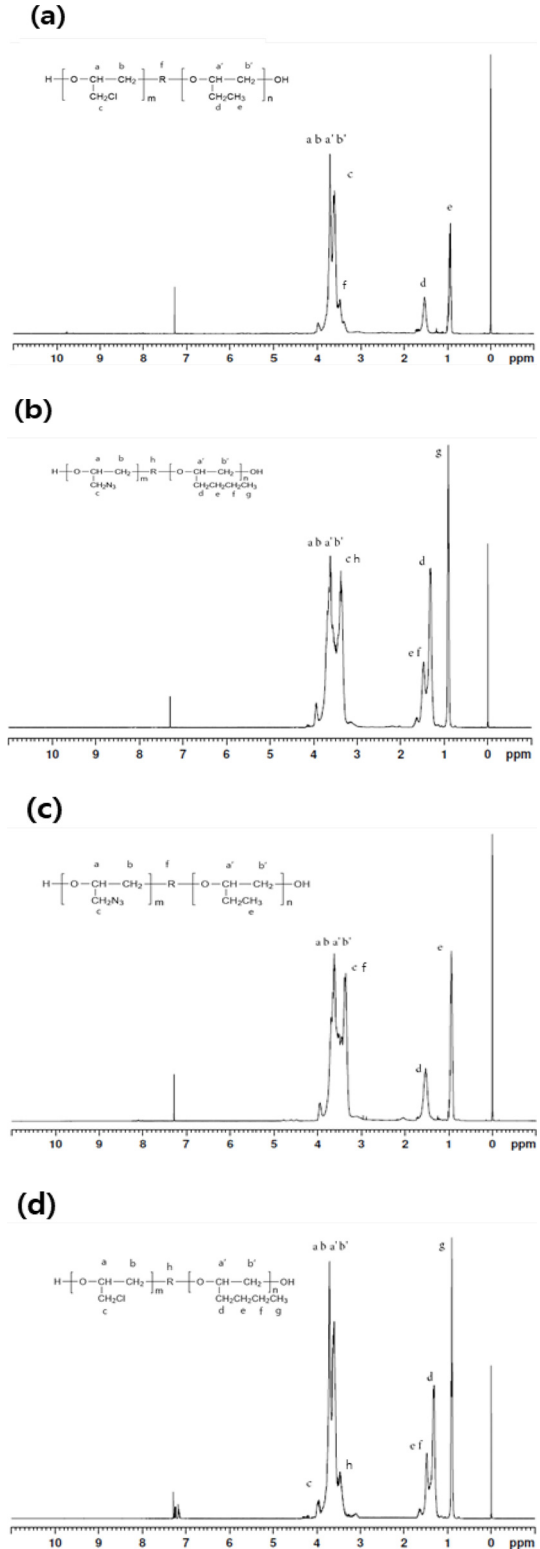 (a)
a b f a' b'
H O CH CH₂ R O CH CH₂ OH
CH₂Cl m CH₂CH₃ n
c d e
a b a' b'
c
e
f
d
10 9 8 7 6 5 4 3 2 1 0 ppm
(b)
g
a b h a' b'
H O CH CH₂ R O CH CH₂ OH
CH₂N₃ m CH₂CH₂CH₂CH₃ n
c d e f g
a b a' b'
c h
d
e f
10 9 8 7 6 5 4 3 2 1 0 ppm
(c)
a b f a' b'
H O CH CH₂ R O CH CH₂ OH
CH₂N₃ m CH₂CH₃ n
c e
a b a' b'
e
c f
d
10 9 8 7 6 5 4 3 2 1 0 ppm
(d)
a b a' b'
g
a b h a' b'
H O CH CH₂ R O CH CH₂ OH
CH₂Cl m CH₂CH₂CH₂CH₃ n
c d e f g
d
e f
h
c
10 9 8 7 6 5 4 3 2 1 0 ppm